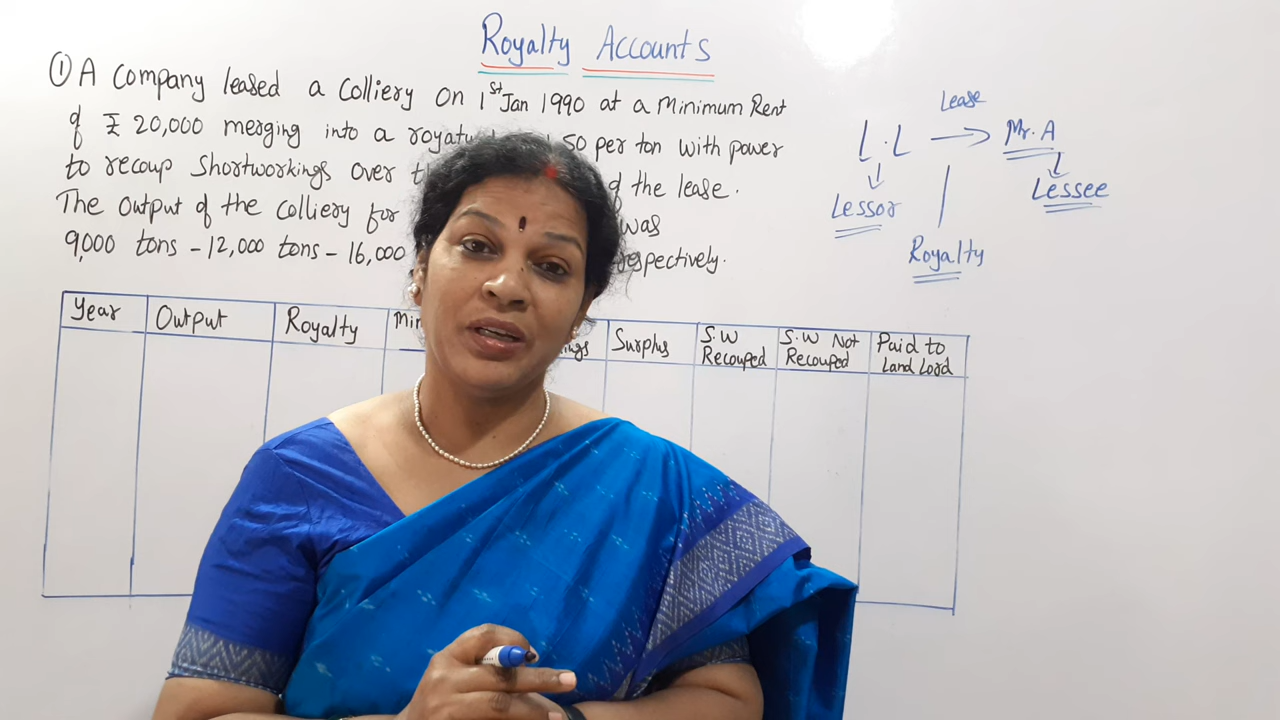 Royalty Accounts
① A Company leased a Colliery on 1st Jan 1990 at a Minimum Rent
of ₹ 20,000 merging into a 50 per ton with power
to recoup Shortworkings over of the lease.
The Output of the Colliery for was
9,000 tons - 12,000 tons - 16,000 respectively.
Year Output Royalty Surplus S.W Recouped S.W Not Recouped Paid to Land Lord
Lease
L.L → Mr. A
Lessor Lessee
Royalty